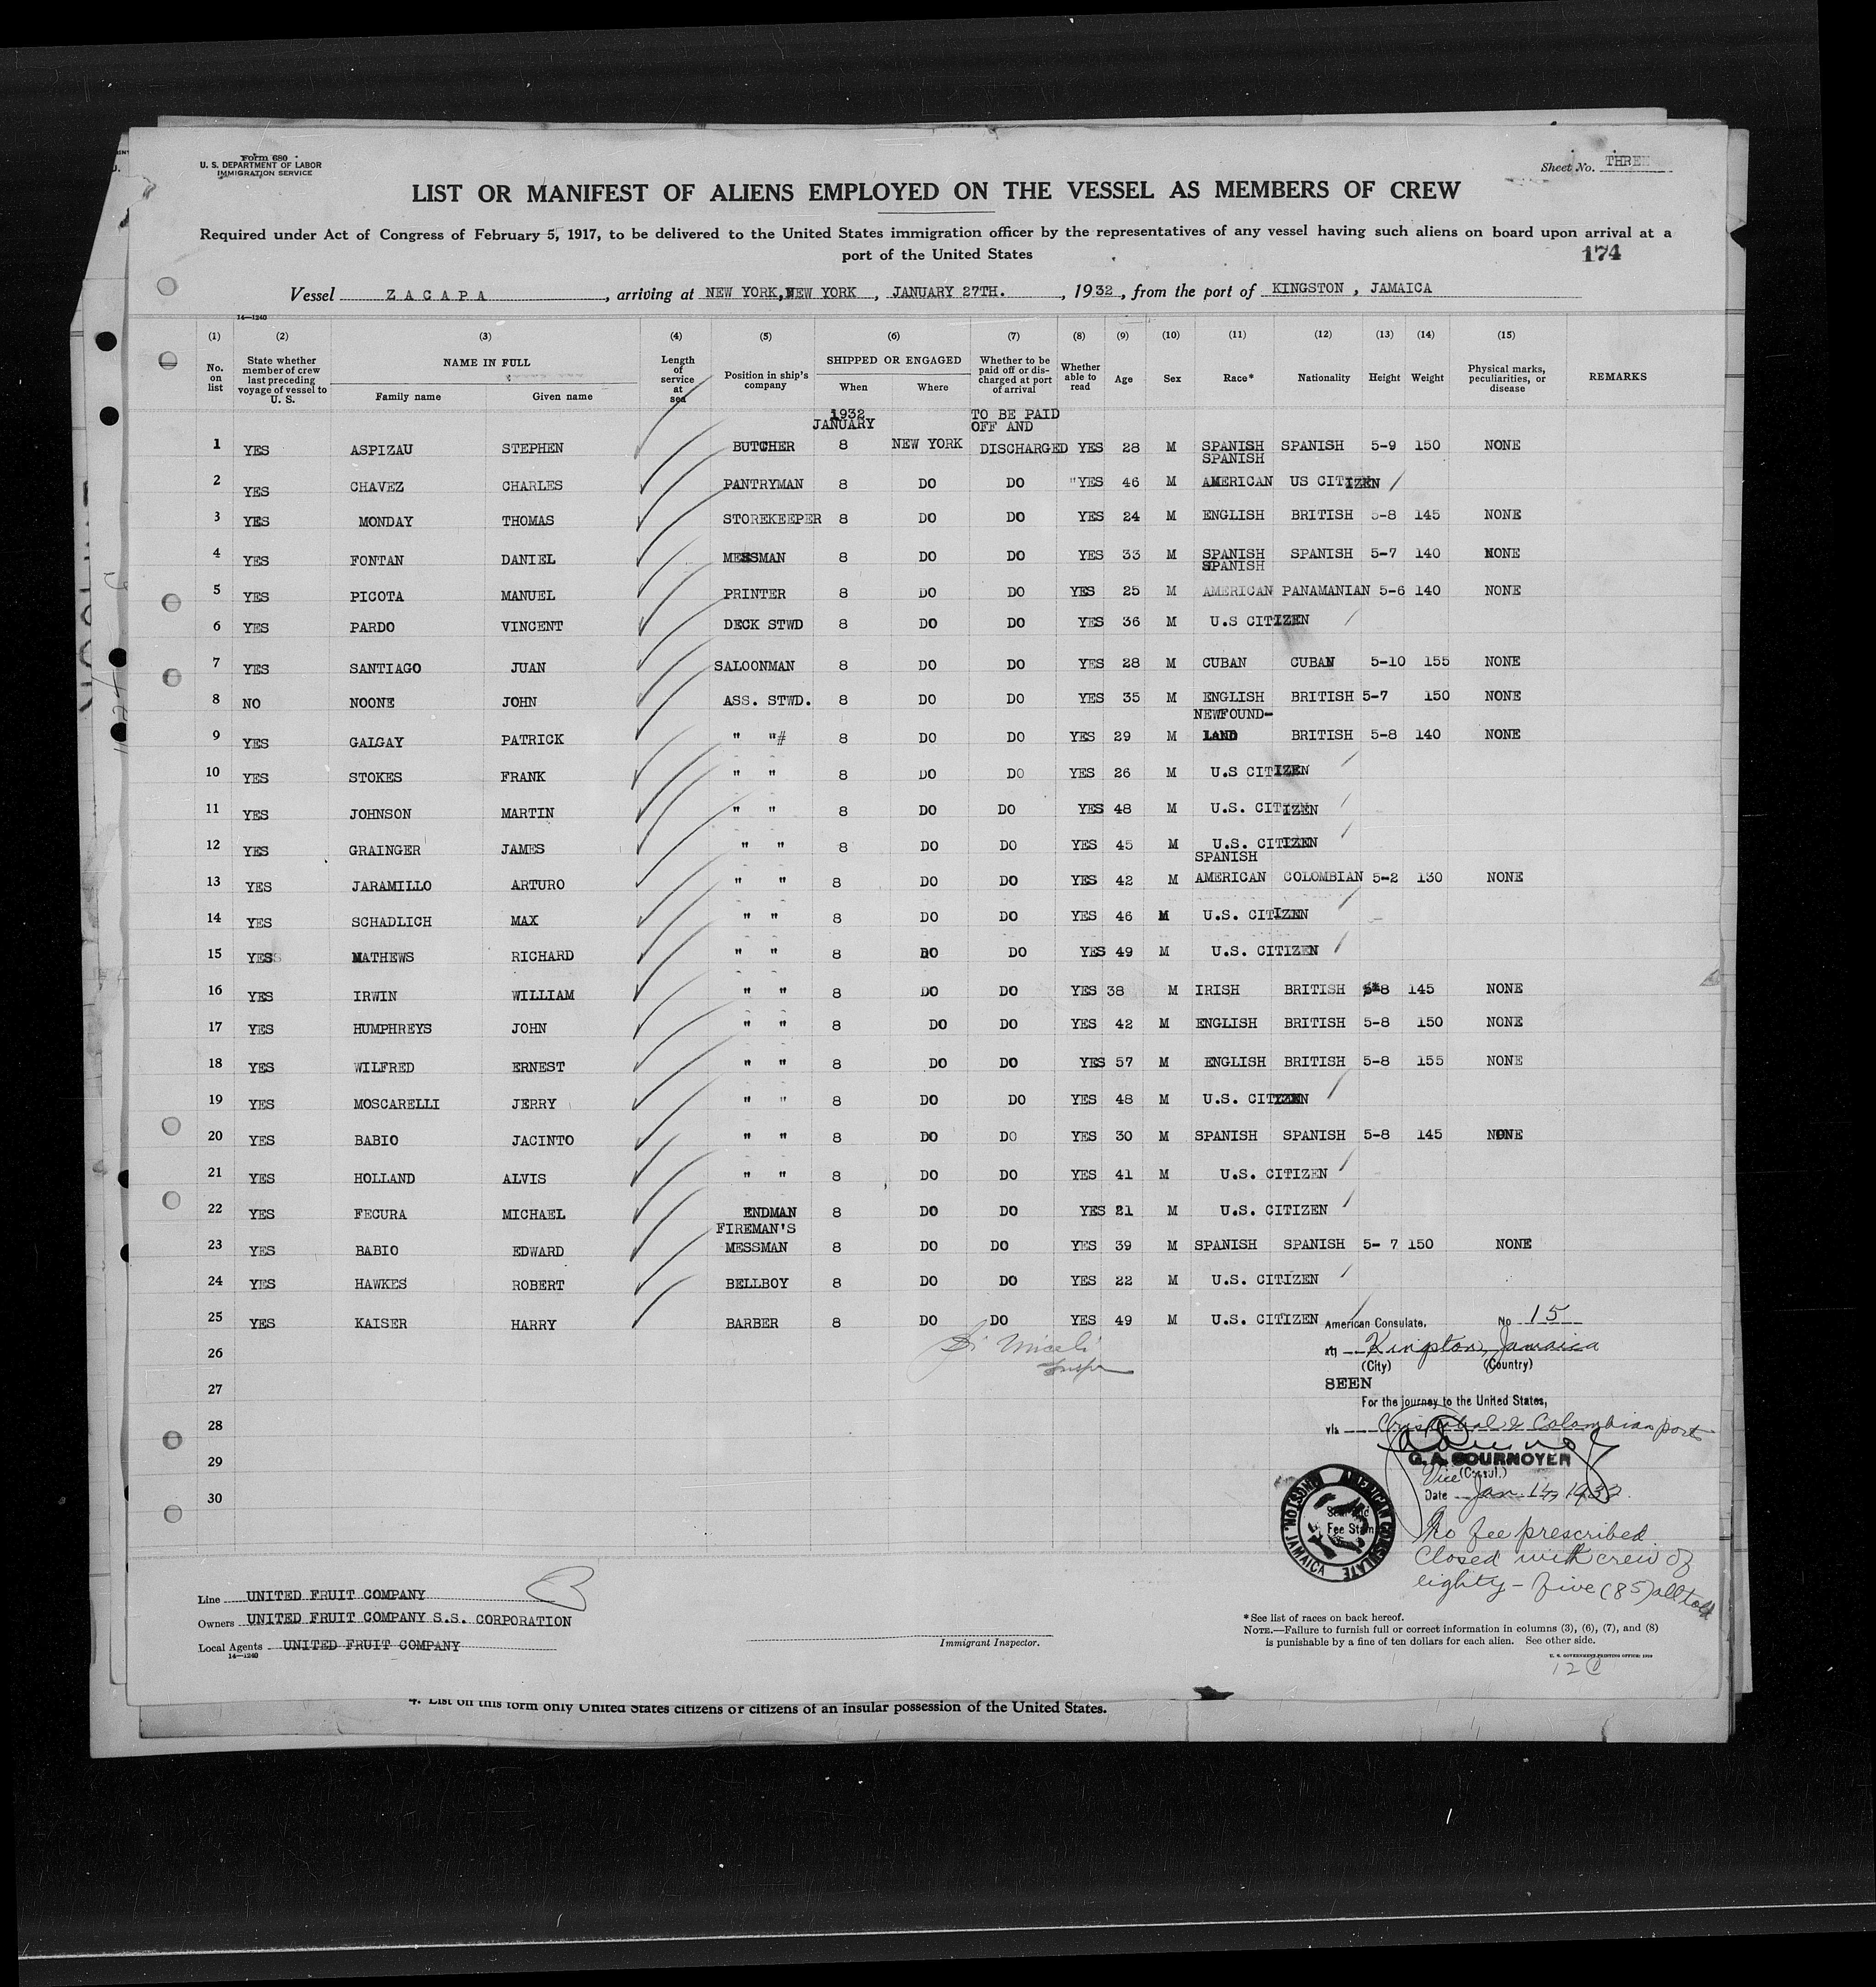 Form 680
U. S. DEPARTMENT OF LABOR
IMMIGRATION SERVICE
Sheet No. THREE
LIST OR MANIFEST OF ALIENS EMPLOYED ON THE VESSEL AS MEMBERS OF CREW
Required under Act of Congress of February 5, 1917, to be delivered to the United States immigration officer by the representatives of any vessel having such aliens on board upon arrival at a
port of the United States
174
Vessel ZACAPA, arriving at NEW YORK, NEW YORK, JANUARY 27TH., 1932, from the port of KINGSTON, JAMAICA
14—1240
(1) (2) (3) (4) (5) (6) (7) (8) (9) (10) (11) (12) (13) (14) (15)
No. on list State whether member of crew last preceding voyage of vessel to U. S. NAME IN FULL Family name Given name Length of service at sea Position in ship's company SHIPPED OR ENGAGED When Where Whether to be paid off or discharged at port of arrival Whether able to read Age Sex Race* Nationality Height Weight Physical marks, peculiarities, or disease REMARKS
1932 JANUARY TO BE PAID OFF AND
1 YES ASPIZAU STEPHEN BUTCHER 8 NEW YORK DISCHARGED YES 28 M SPANISH SPANISH 5-9 150 NONE
2 YES CHAVEZ CHARLES PANTRYMAN 8 DO DO "YES 46 M SPANISH AMERICAN US CITIZEN
3 YES MONDAY THOMAS STOREKEEPER 8 DO DO YES 24 M ENGLISH BRITISH 5-8 145 NONE
4 YES FONTAN DANIEL MESSMAN 8 DO DO YES 33 M SPANISH SPANISH 5-7 140 NONE
5 YES PICOTA MANUEL PRINTER 8 DO DO YES 25 M SPANISH AMERICAN PANAMANIAN 5-6 140 NONE
6 YES PARDO VINCENT DECK STWD 8 DO DO YES 36 M U.S CITIZEN
7 YES SANTIAGO JUAN SALOONMAN 8 DO DO YES 28 M CUBAN CUBAN 5-10 155 NONE
8 NO NOONE JOHN ASS. STWD. 8 DO DO YES 35 M ENGLISH BRITISH 5-7 150 NONE
9 YES GALGAY PATRICK " "# 8 DO DO YES 29 M NEWFOUND-LAND BRITISH 5-8 140 NONE
10 YES STOKES FRANK " " 8 DO DO YES 26 M U.S CITIZEN
11 YES JOHNSON MARTIN " " 8 DO DO YES 48 M U.S. CITIZEN
12 YES GRAINGER JAMES " " 8 DO DO YES 45 M U.S. CITIZEN
13 YES JARAMILLO ARTURO " " 8 DO DO YES 42 M SPANISH AMERICAN COLOMBIAN 5-2 130 NONE
14 YES SCHADLICH MAX " " 8 DO DO YES 46 M U.S. CITIZEN
15 YES MATHEWS RICHARD " " 8 DO DO YES 49 M U.S. CITIZEN
16 YES IRWIN WILLIAM " " 8 DO DO YES 38 M IRISH BRITISH 5-8 145 NONE
17 YES HUMPHREYS JOHN " " 8 DO DO YES 42 M ENGLISH BRITISH 5-8 150 NONE
18 YES WILFRED ERNEST " " 8 DO DO YES 57 M ENGLISH BRITISH 5-8 155 NONE
19 YES MOSCARELLI JERRY " " 8 DO DO YES 48 M U.S. CITIZEN
20 YES BABIO JACINTO " " 8 DO DO YES 30 M SPANISH SPANISH 5-8 145 NONE
21 YES HOLLAND ALVIS " " 8 DO DO YES 41 M U.S. CITIZEN
22 YES FECURA MICHAEL ENDMAN 8 DO DO YES 21 M U.S. CITIZEN
23 YES BABIO EDWARD FIREMAN'S MESSMAN 8 DO DO YES 39 M SPANISH SPANISH 5- 7 150 NONE
24 YES HAWKES ROBERT BELLBOY 8 DO DO YES 22 M U.S. CITIZEN
25 YES KAISER HARRY BARBER 8 DO DO YES 49 M U.S. CITIZEN
26
27
28
29
30
American Consulate, No 15
at Kingston, Jamaica
(City) (Country)
SEEN
For the journey to the United States,
via Cristobal & Colombian ports
G. A. COURNOYER
Vice (Consul.)
Date Jan. 17, 1932.
AMERICAN CONSULATE KINGSTON, JAMAICA
Fee Stamp
No fee prescribed
Closed with crew of
eighty-five (85) all told
Line UNITED FRUIT COMPANY
Owners UNITED FRUIT COMPANY S.S. CORPORATION
Local Agents UNITED FRUIT COMPANY
14—1240
Immigrant Inspector.
*See list of races on back hereof.
NOTE.—Failure to furnish full or correct information in columns (3), (6), (7), and (8)
is punishable by a fine of ten dollars for each alien. See other side.
4. List on this form only United States citizens or citizens of an insular possession of the United States.